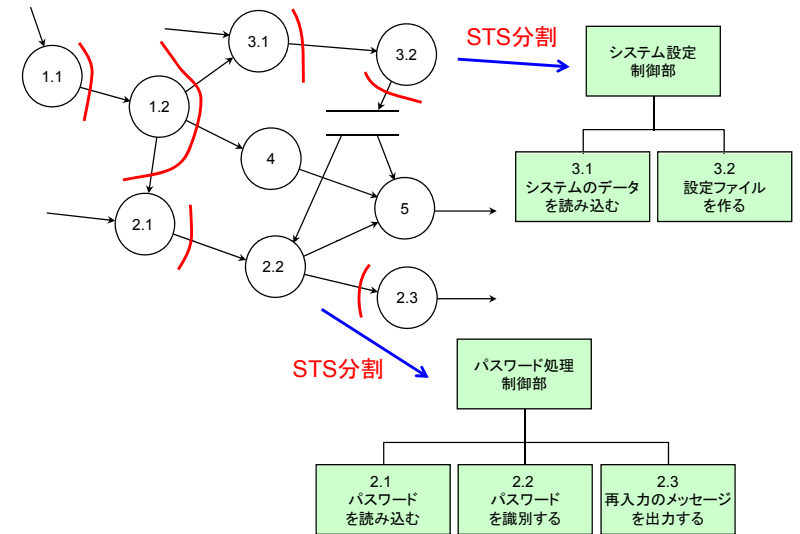 STS分割
3.1
3.2
1.1
1.2
4
2.1
5
2.2
2.3
システム設定
制御部
3.1
システムのデータ
を読み込む
3.2
設定ファイル
を作る
STS分割
パスワード処理
制御部
2.1
パスワード
を読み込む
2.2
パスワード
を識別する
2.3
再入力のメッセージ
を出力する